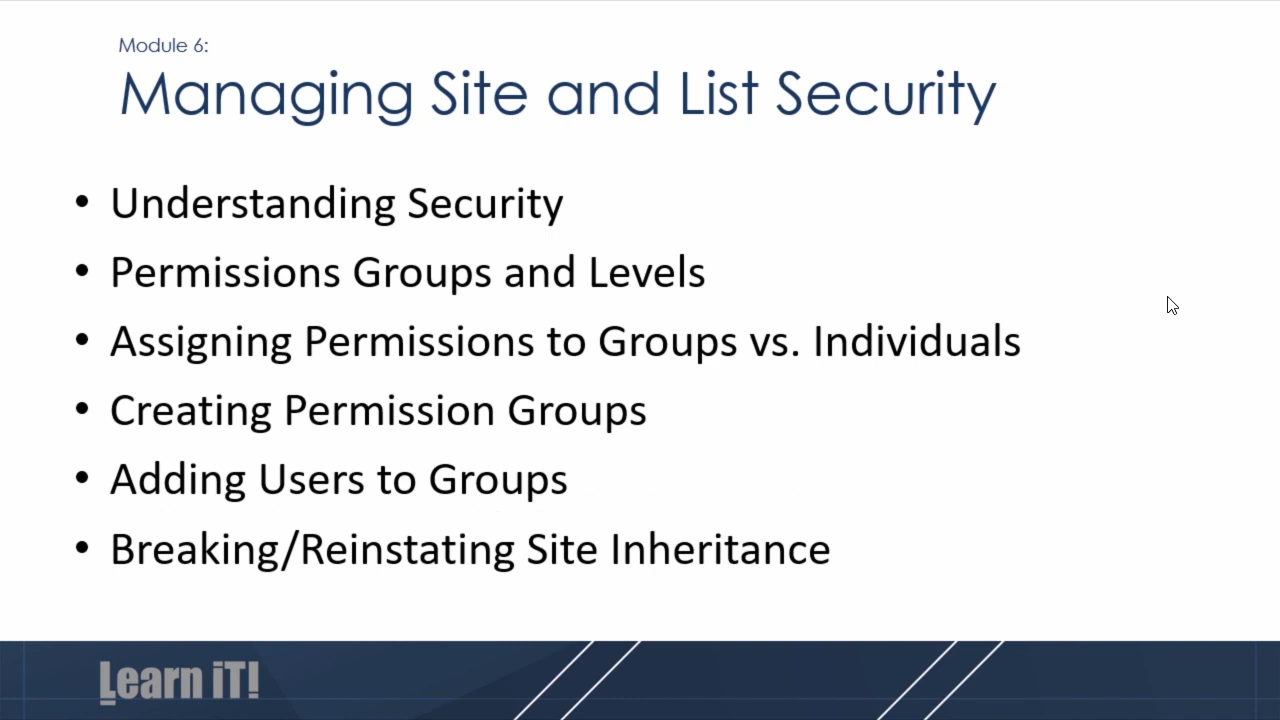 Module 6:
Managing Site and List Security
• Understanding Security
• Permissions Groups and Levels
• Assigning Permissions to Groups vs. Individuals
• Creating Permission Groups
• Adding Users to Groups
• Breaking/Reinstating Site Inheritance
Learn iT!